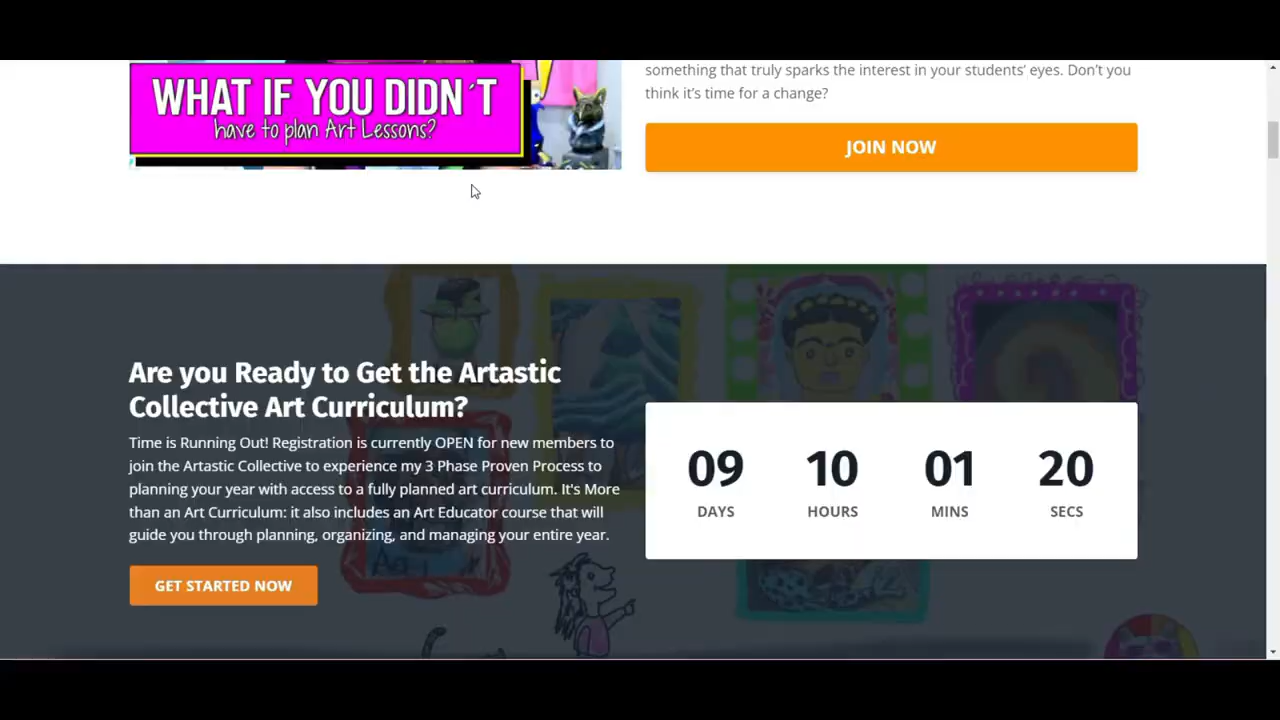 WHAT IF YOU DIDN´T
have to plan Art Lessons?
something that truly sparks the interest in your students' eyes. Don't you
think it's time for a change?
JOIN NOW
Are you Ready to Get the Artastic
Collective Art Curriculum?
Time is Running Out! Registration is currently OPEN for new members to
join the Artastic Collective to experience my 3 Phase Proven Process to
planning your year with access to a fully planned art curriculum. It's More
than an Art Curriculum: it also includes an Art Educator course that will
guide you through planning, organizing, and managing your entire year.
GET STARTED NOW
09 10 01 20
DAYS HOURS MINS SECS